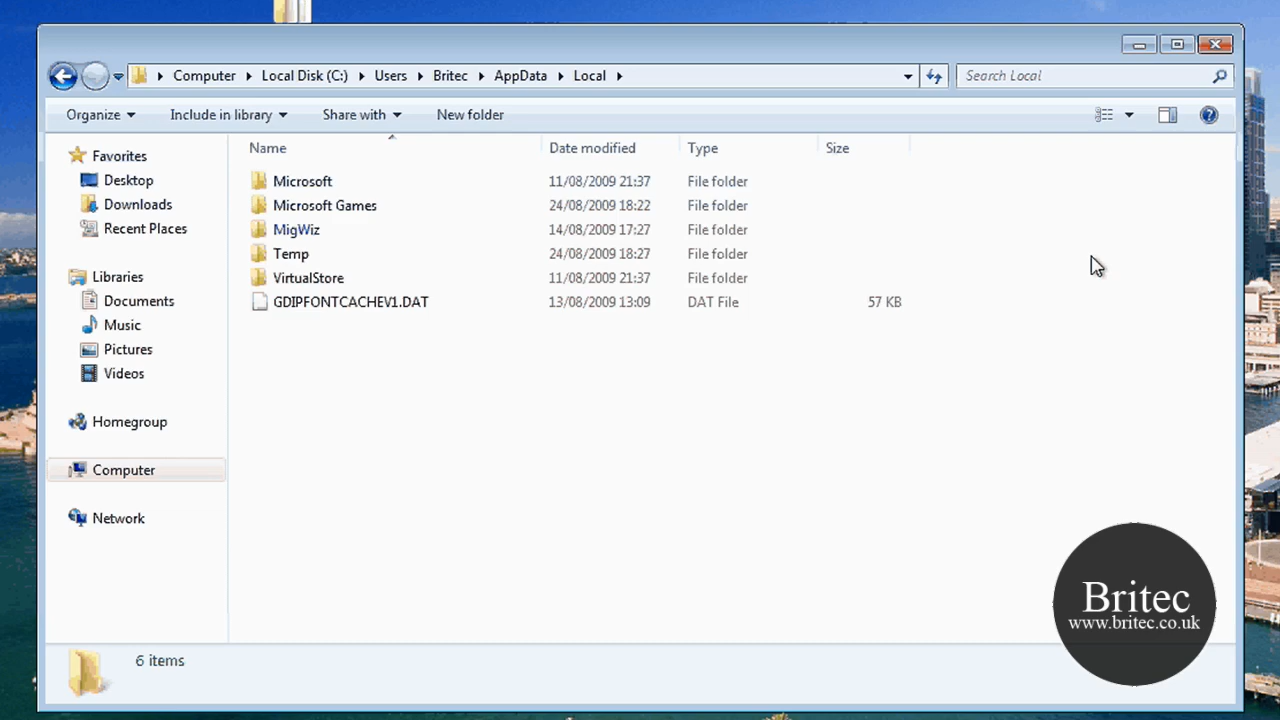 Computer Local Disk (C:) Users Britec AppData Local
Search Local
Organize Include in library Share with New folder
Name Date modified Type Size
Favorites
Desktop
Downloads
Recent Places
Libraries
Documents
Music
Pictures
Videos
Homegroup
Computer
Network
Microsoft 11/08/2009 21:37 File folder
Microsoft Games 24/08/2009 18:22 File folder
MigWiz 14/08/2009 17:27 File folder
Temp 24/08/2009 18:27 File folder
VirtualStore 11/08/2009 21:37 File folder
GDIPFONTCACHEV1.DAT 13/08/2009 13:09 DAT File 57 KB
6 items
Britec
www.britec.co.uk